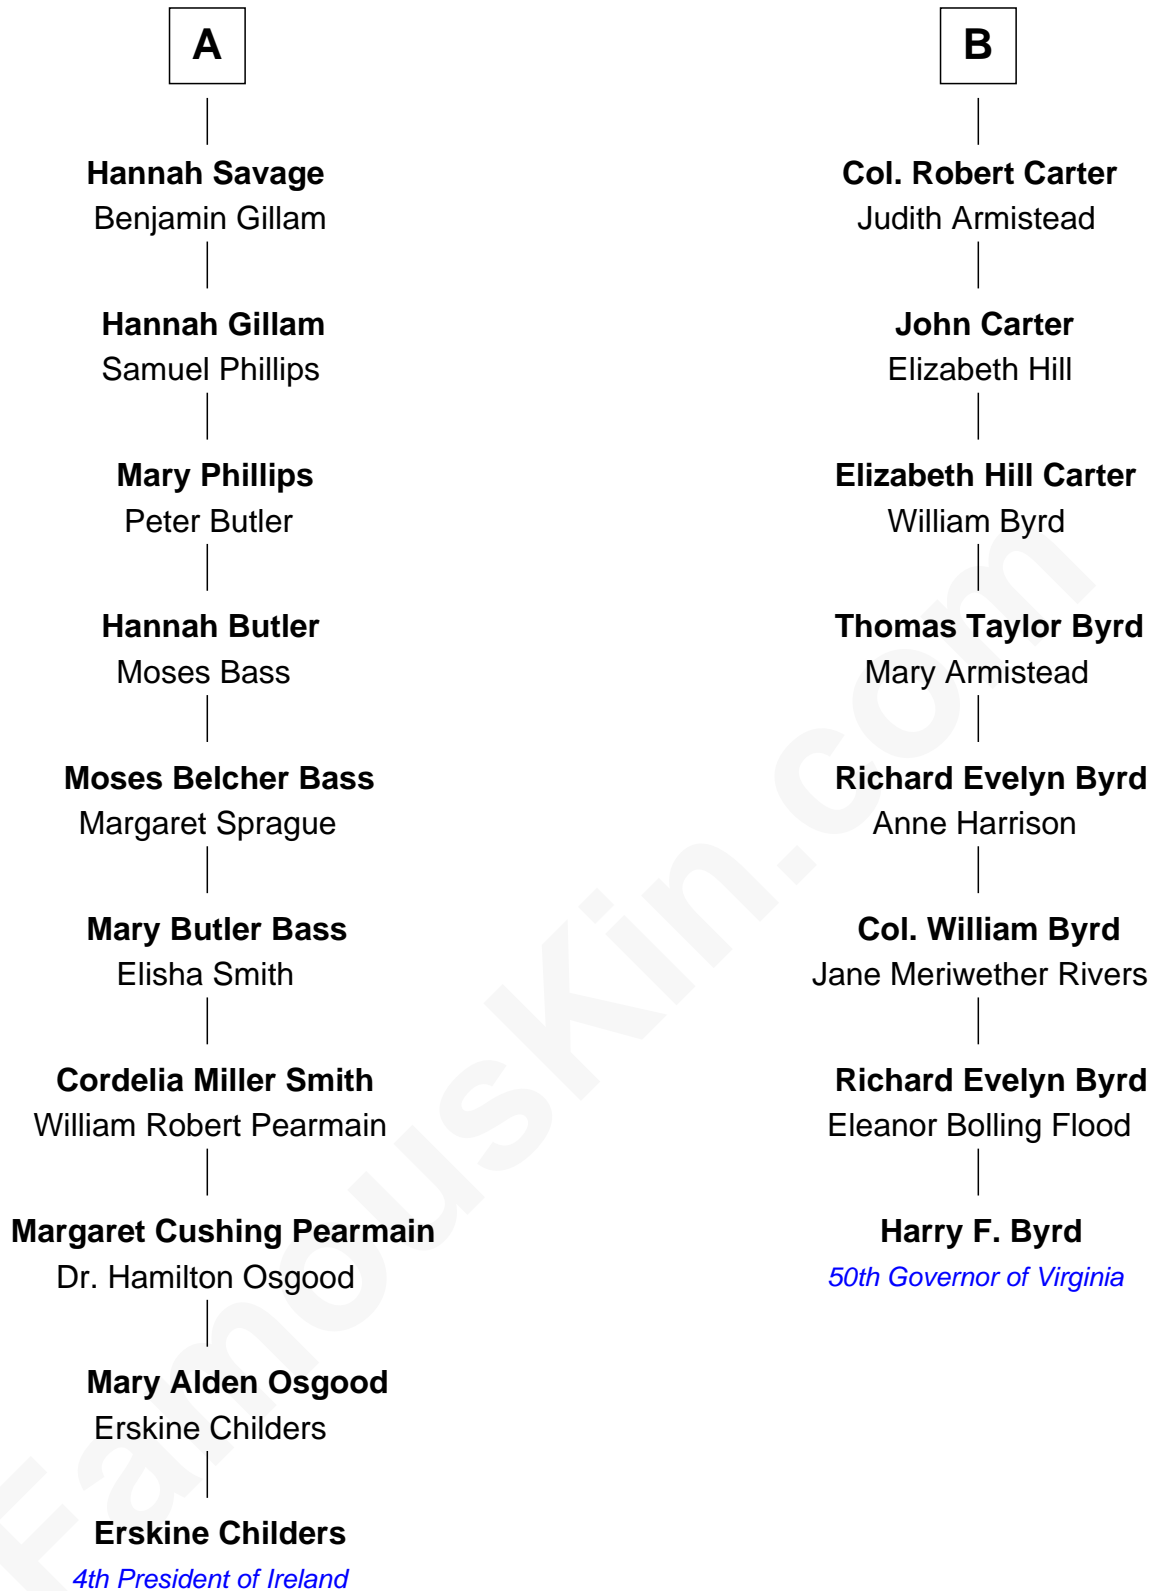 A
Hannah Savage
Benjamin Gillam
Hannah Gillam
Samuel Phillips
Mary Phillips
Peter Butler
Hannah Butler
Moses Bass
Moses Belcher Bass
Margaret Sprague
Mary Butler Bass
Elisha Smith
Cordelia Miller Smith
William Robert Pearmain
Margaret Cushing Pearmain
Dr. Hamilton Osgood
Mary Alden Osgood
Erskine Childers
Erskine Childers
4th President of Ireland
B
Col. Robert Carter
Judith Armistead
John Carter
Elizabeth Hill
Elizabeth Hill Carter
William Byrd
Thomas Taylor Byrd
Mary Armistead
Richard Evelyn Byrd
Anne Harrison
Col. William Byrd
Jane Meriwether Rivers
Richard Evelyn Byrd
Eleanor Bolling Flood
Harry F. Byrd
50th Governor of Virginia
FamousKin.com